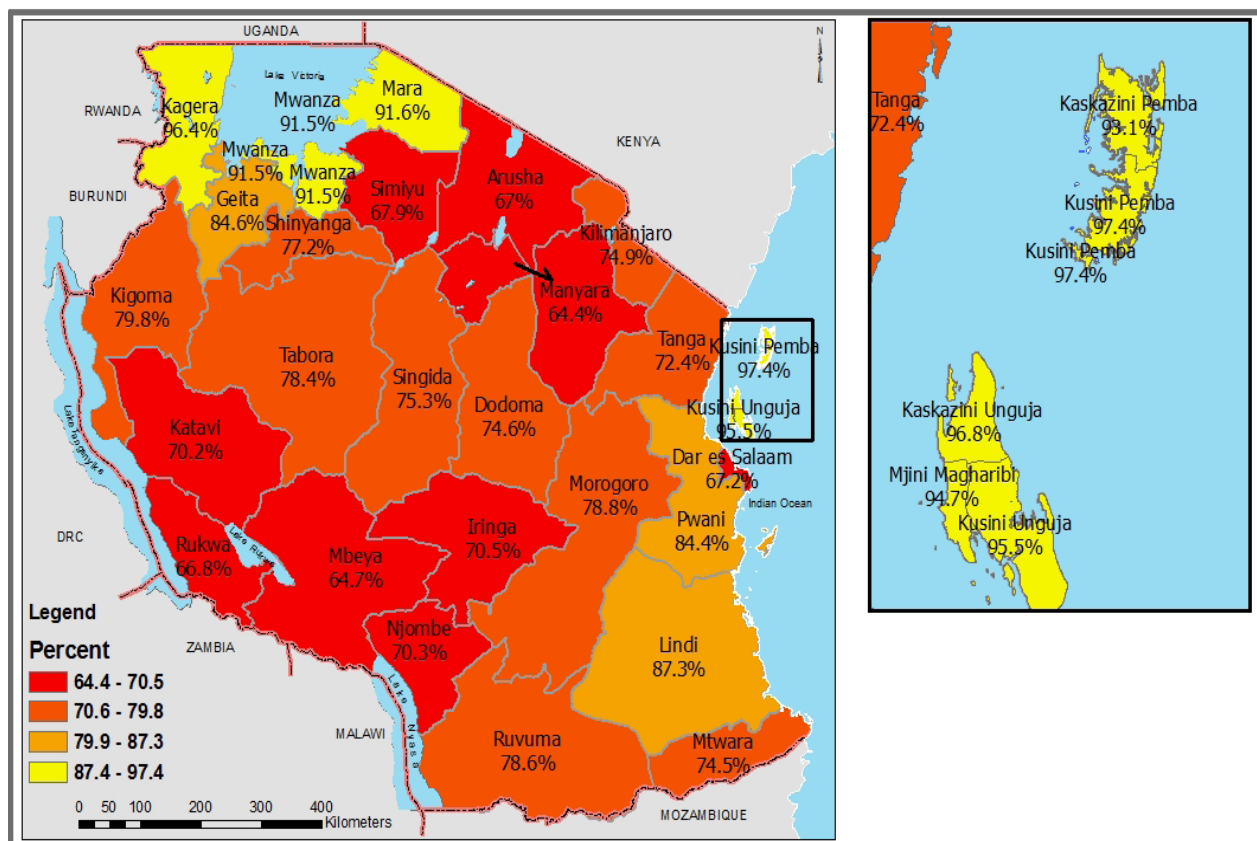 UGANDA
N
Lake Victoria
Mara
91.6%
Kagera
96.4%
Mwanza
91.5%
RWANDA
KENYA
Mwanza
91.5%
Mwanza
91.5%
Simiyu
67.9%
Arusha
67%
BURUNDI
Geita
84.6%
Shinyanga
77.2%
Kilimanjaro
74.9%
Kigoma
79.8%
Manyara
64.4%
Tabora
78.4%
Singida
75.3%
Tanga
72.4%
Kusini Pemba
97.4%
Dodoma
74.6%
Kusini Unguja
95.5%
Katavi
70.2%
Lake Tanganyika
Dar es Salaam
67.2%
Morogoro
78.8%
Indian Ocean
Pwani
84.4%
DRC
Rukwa
66.8%
Lake Rukwa
Mbeya
64.7%
Iringa
70.5%
Njombe
70.3%
Lindi
87.3%
ZAMBIA
Lake Nyasa
MALAWI
Ruvuma
78.6%
Mtwara
74.5%
MOZAMBIQUE
Legend
Percent
64.4 - 70.5
70.6 - 79.8
79.9 - 87.3
87.4 - 97.4
0 50 100 200 300 400
Kilometers
Tanga
72.4%
Kaskazini Pemba
93.1%
Kusini Pemba
97.4%
Kusini Pemba
97.4%
Kaskazini Unguja
96.8%
Mjini Magharibi
94.7%
Kusini Unguja
95.5%